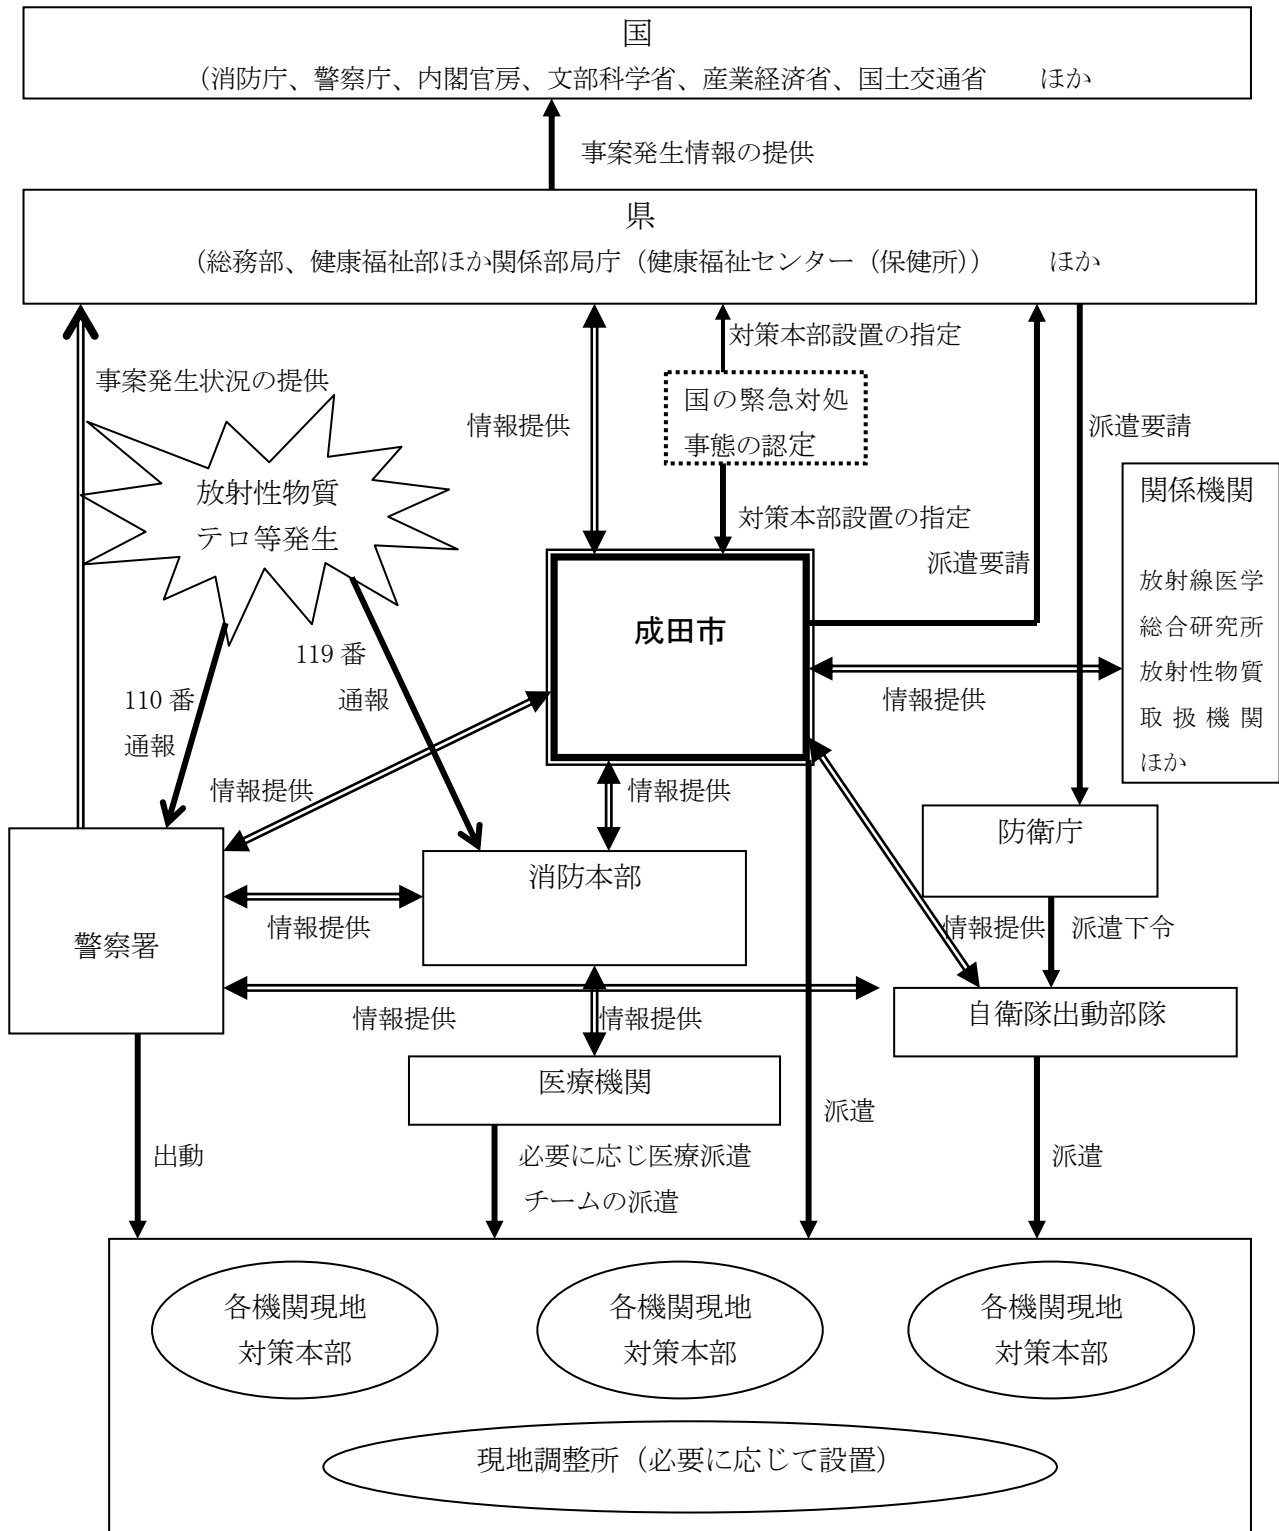 国
（消防庁、警察庁、内閣官房、文部科学省、産業経済省、国土交通省　　ほか
事案発生情報の提供
県
（総務部、健康福祉部ほか関係部局庁（健康福祉センター（保健所））　　ほか
対策本部設置の指定
事案発生状況の提供
国の緊急対処
事態の認定
情報提供
派遣要請
放射性物質
テロ等発生
対策本部設置の指定
派遣要請
関係機関
放射線医学
総合研究所
放射性物質
取扱機関
ほか
成田市
119 番
通報
110 番
通報
情報提供
情報提供
情報提供
防衛庁
消防本部
警察署
情報提供
情報提供
派遣下令
自衛隊出動部隊
情報提供
情報提供
医療機関
派遣
出動
必要に応じ医療派遣
チームの派遣
派遣
各機関現地
対策本部
各機関現地
対策本部
各機関現地
対策本部
現地調整所（必要に応じて設置）